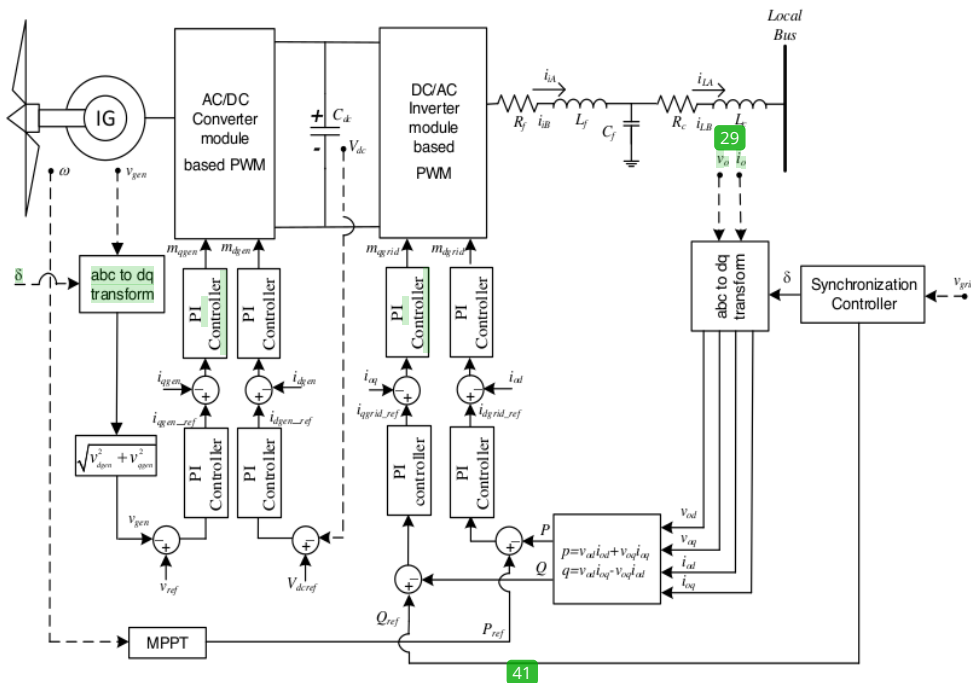 Local
Bus
IG
AC/DC
Converter
module
based PWM
+
-
C_dc
V_dc
DC/AC
Inverter
module
based
PWM
i_iA
R_f
i_iB
L_f
C_f
i_LA
R_c
i_LB
L_c
29
v_o
i_o
ω
v_gen
m_qgen
m_dgen
m_qgrid
m_dgrid
δ
abc to dq
transform
PI
Controller
PI
Controller
PI
Controller
PI
Controller
abc to dq
transform
δ
Synchronization
Controller
v_gri
i_qgen
i_dgen
i_oq
i_od
i_qgen_ref
i_dgen_ref
i_qgrid_ref
i_dgrid_ref
√v²_dgen + v²_qgen
PI
Controller
PI
Controller
PI
controller
PI
Controller
v_gen
v_ref
V_dcref
P
Q
p=v_od i_od+v_oq i_oq
q=v_od i_oq-v_oq i_od
v_od
v_oq
i_od
i_oq
Q_ref
P_ref
MPPT
41